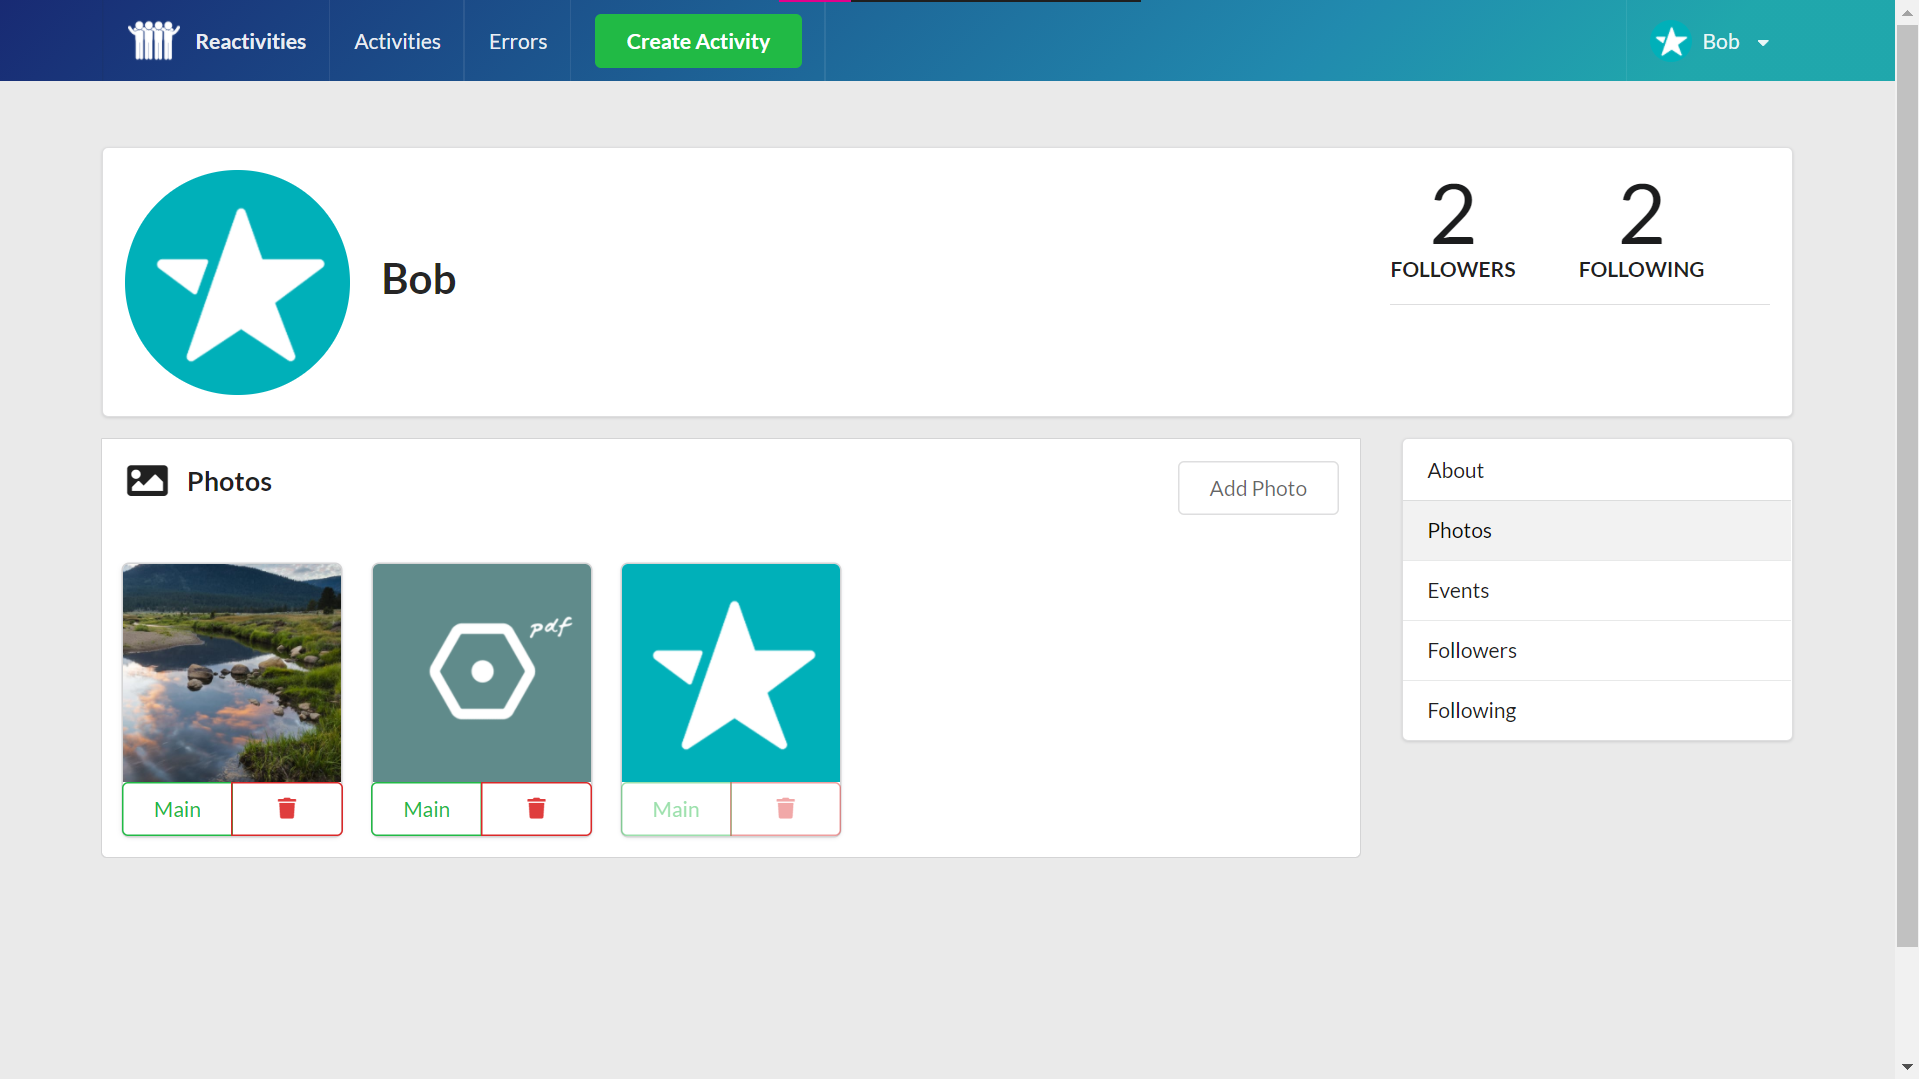 Reactivities
Activities
Errors
Create Activity
Bob
Bob
2
FOLLOWERS
2
FOLLOWING
Photos
Add Photo
pdf
Main
Main
Main
About
Photos
Events
Followers
Following